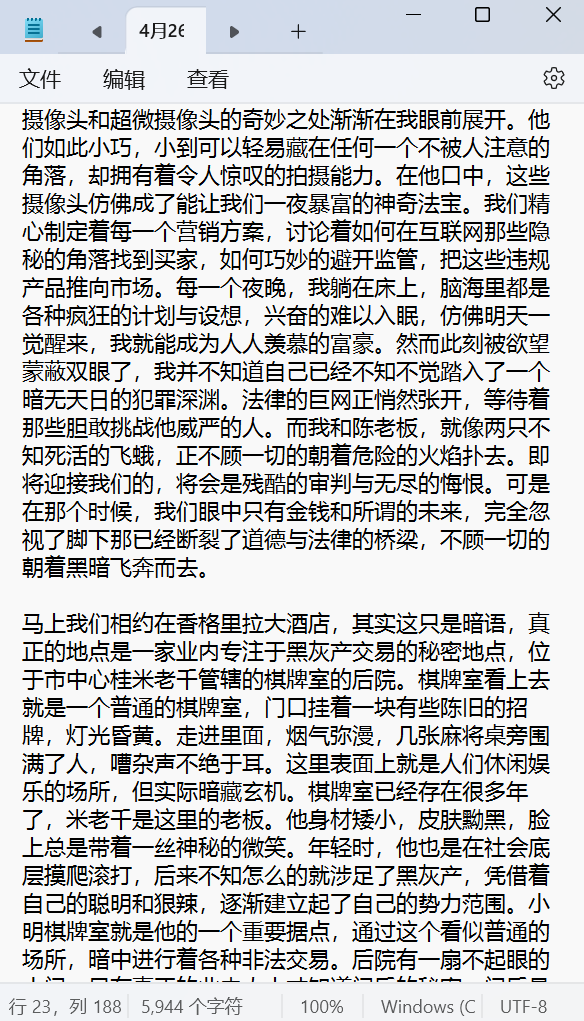 4月26
文件 编辑 查看
摄像头和超微摄像头的奇妙之处渐渐在我眼前展开。他
们如此小巧，小到可以轻易藏在任何一个不被人注意的
角落，却拥有着令人惊叹的拍摄能力。在他口中，这些
摄像头仿佛成了能让我们一夜暴富的神奇法宝。我们精
心制定着每一个营销方案，讨论着如何在互联网那些隐
秘的角落找到买家，如何巧妙的避开监管，把这些违规
产品推向市场。每一个夜晚，我躺在床上，脑海里都是
各种疯狂的计划与设想，兴奋的难以入眠，仿佛明天一
觉醒来，我就能成为人人羡慕的富豪。然而此刻被欲望
蒙蔽双眼了，我并不知道自己已经不知不觉踏入了一个
暗无天日的犯罪深渊。法律的巨网正悄然张开，等待着
那些胆敢挑战他威严的人。而我和陈老板，就像两只不
知死活的飞蛾，正不顾一切的朝着危险的火焰扑去。即
将迎接我们的，将会是残酷的审判与无尽的悔恨。可是
在那个时候，我们眼中只有金钱和所谓的未来，完全忽
视了脚下那已经断裂了道德与法律的桥梁，不顾一切的
朝着黑暗飞奔而去。
马上我们相约在香格里拉大酒店，其实这只是暗语，真
正的地点是一家业内专注于黑灰产交易的秘密地点，位
于市中心桂米老千管辖的棋牌室的后院。棋牌室看上去
就是一个普通的棋牌室，门口挂着一块有些陈旧的招
牌，灯光昏黄。走进里面，烟气弥漫，几张麻将桌旁围
满了人，嘈杂声不绝于耳。这里表面上就是人们休闲娱
乐的场所，但实际暗藏玄机。棋牌室已经存在很多年
了，米老千是这里的老板。他身材矮小，皮肤黝黑，脸
上总是带着一丝神秘的微笑。年轻时，他也是在社会底
层摸爬滚打，后来不知怎么的就涉足了黑灰产，凭借着
自己的聪明和狠辣，逐渐建立起了自己的势力范围。小
明棋牌室就是他的一个重要据点，通过这个看似普通的
场所，暗中进行着各种非法交易。后院有一扇不起眼的
行 23，列 188 5,944 个字符 100% Windows (C UTF-8